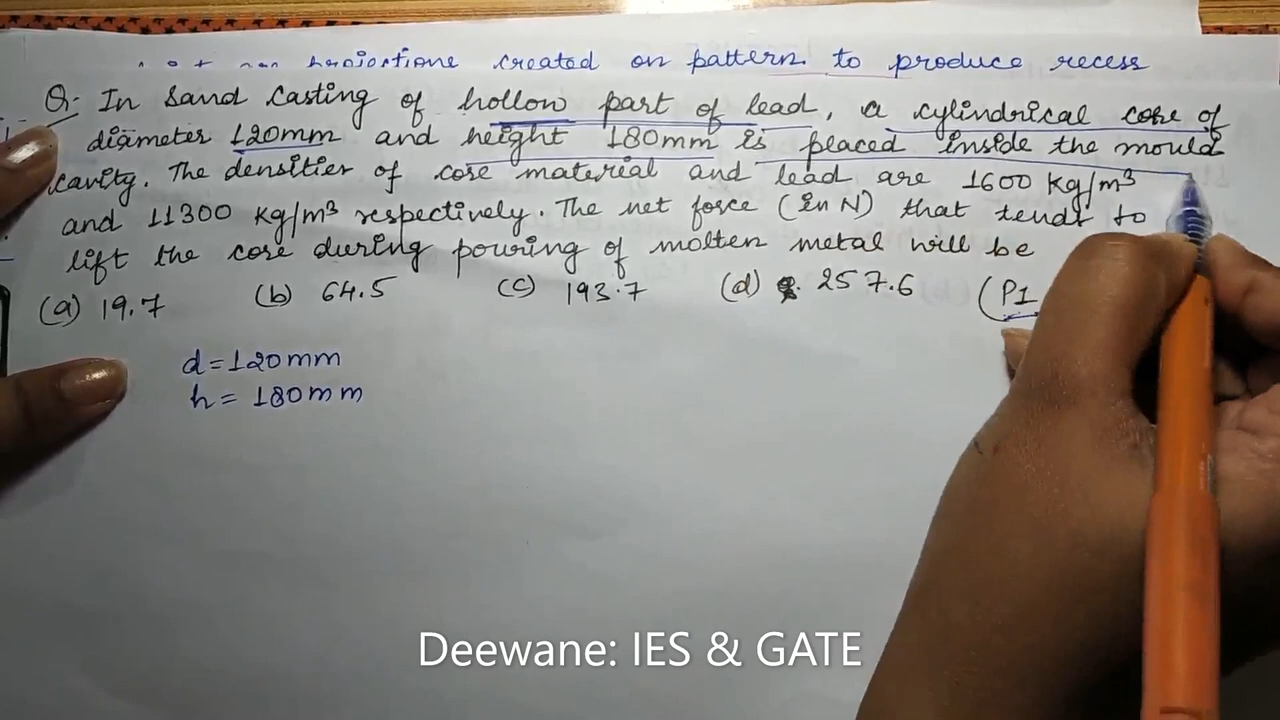 created on pattern to produce recess
Q:- In Sand Casting of hollow part of lead, a cylindrical core of
diameter 120mm and height 180mm is placed inside the mould
cavity. The densities of core material and lead are 1600 Kg/m³
and 11300 Kg/m³ respectively. The net force (in N) that tends to
lift the core during pouring of molten metal will be
(a) 19.7 (b) 64.5 (c) 193.7 (d) 257.6 (PI
d = 120mm
h = 180mm
Deewane: IES & GATE